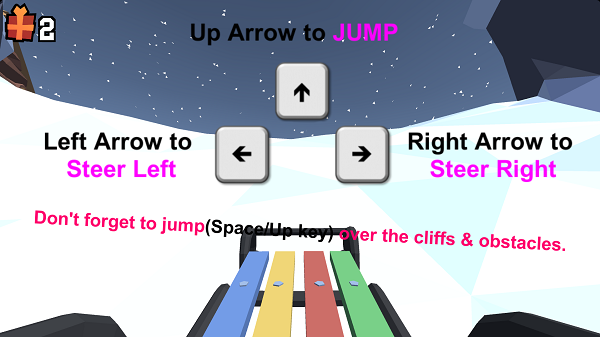 2
Up Arrow to JUMP
Left Arrow to
Steer Left
Right Arrow to
Steer Right
Don't forget to jump(Space/Up key) over the cliffs & obstacles.